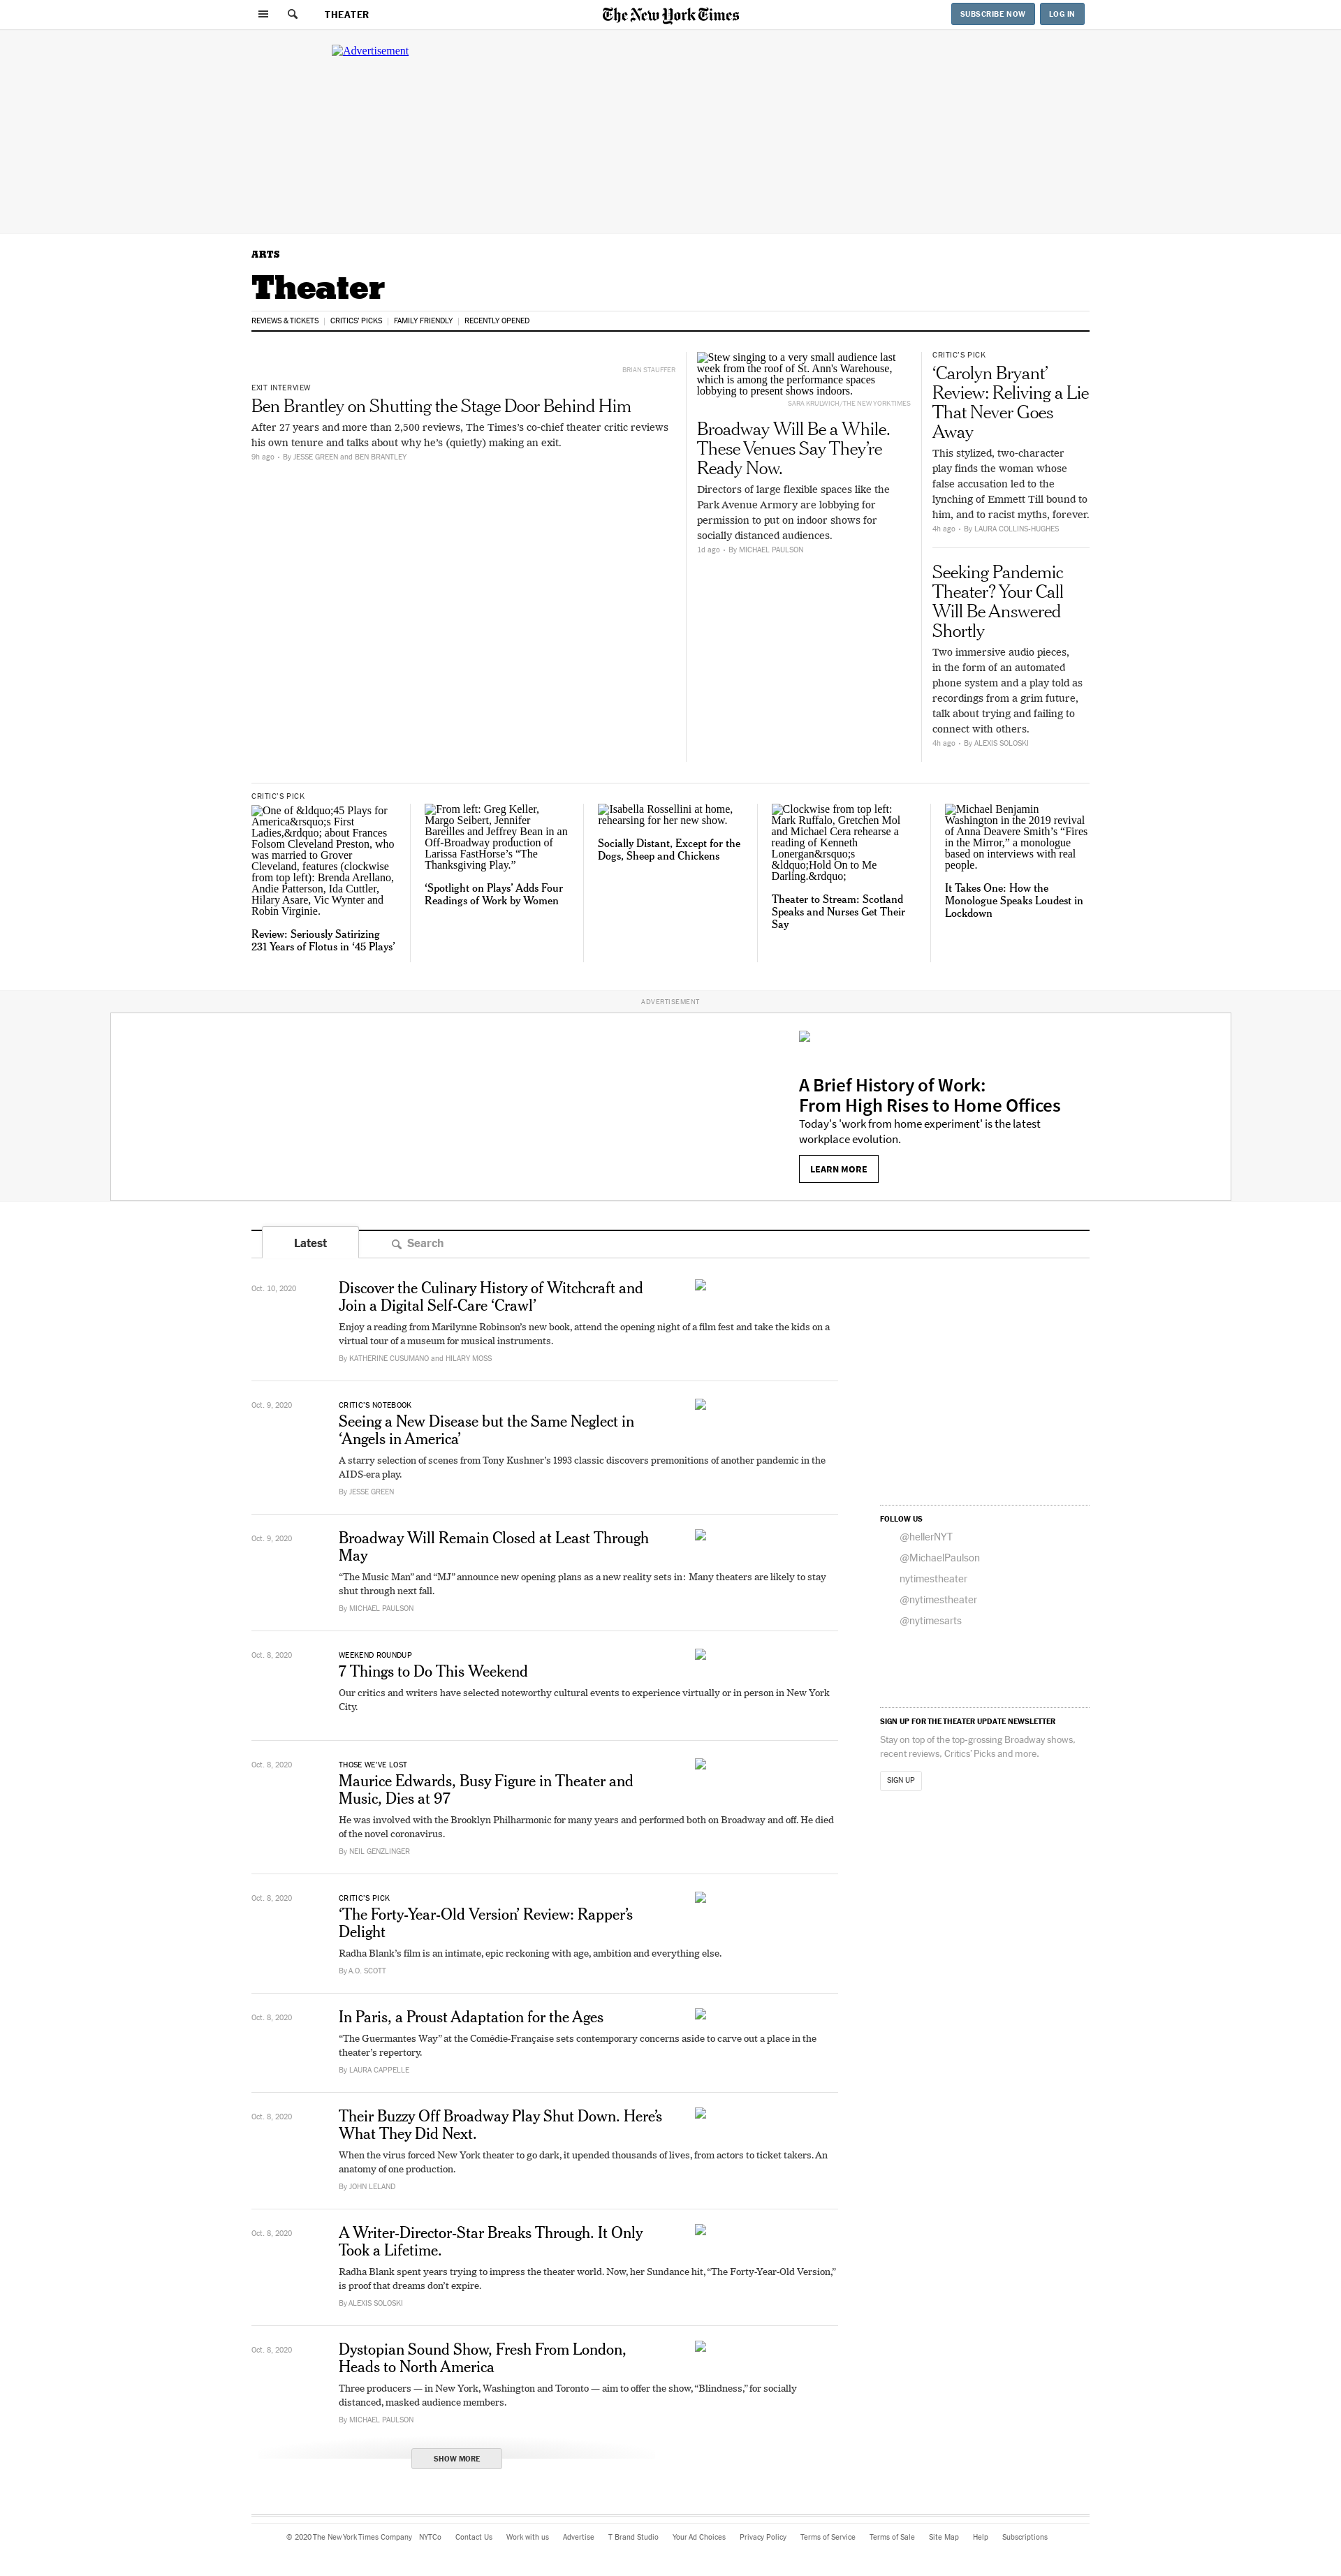 THEATER
The New York Times
SUBSCRIBE NOW
LOG IN
Advertisement
ARTS
Theater
REVIEWS & TICKETS
CRITICS' PICKS
FAMILY FRIENDLY
RECENTLY OPENED
BRIAN STAUFFER
EXIT INTERVIEW
Ben Brantley on Shutting the Stage Door Behind Him
After 27 years and more than 2,500 reviews, The Times’s co-chief theater critic reviews
his own tenure and talks about why he’s (quietly) making an exit.
9h ago • By JESSE GREEN and BEN BRANTLEY
Stew singing to a very small audience last
week from the roof of St. Ann's Warehouse,
which is among the performance spaces
lobbying to present shows indoors.
SARA KRULWICH/THE NEW YORK TIMES
Broadway Will Be a While.
These Venues Say They’re
Ready Now.
Directors of large flexible spaces like the
Park Avenue Armory are lobbying for
permission to put on indoor shows for
socially distanced audiences.
1d ago • By MICHAEL PAULSON
CRITIC’S PICK
‘Carolyn Bryant’
Review: Reliving a Lie
That Never Goes
Away
This stylized, two-character
play finds the woman whose
false accusation led to the
lynching of Emmett Till bound to
him, and to racist myths, forever.
4h ago • By LAURA COLLINS-HUGHES
Seeking Pandemic
Theater? Your Call
Will Be Answered
Shortly
Two immersive audio pieces,
in the form of an automated
phone system and a play told as
recordings from a grim future,
talk about trying and failing to
connect with others.
4h ago • By ALEXIS SOLOSKI
CRITIC’S PICK
One of &ldquo;45 Plays for
America&rsquo;s First
Ladies,&rdquo; about Frances
Folsom Cleveland Preston, who
was married to Grover
Cleveland, features (clockwise
from top left): Brenda Arellano,
Andie Patterson, Ida Cuttler,
Hilary Asare, Vic Wynter and
Robin Virginie.
Review: Seriously Satirizing
231 Years of Flotus in ‘45 Plays’
From left: Greg Keller,
Margo Seibert, Jennifer
Bareilles and Jeffrey Bean in an
Off-Broadway production of
Larissa FastHorse’s “The
Thanksgiving Play.”
‘Spotlight on Plays’ Adds Four
Readings of Work by Women
Isabella Rossellini at home,
rehearsing for her new show.
Socially Distant, Except for the
Dogs, Sheep and Chickens
Clockwise from top left:
Mark Ruffalo, Gretchen Mol
and Michael Cera rehearse a
reading of Kenneth
Lonergan&rsquo;s
&ldquo;Hold On to Me
Darling.&rdquo;
Theater to Stream: Scotland
Speaks and Nurses Get Their
Say
Michael Benjamin
Washington in the 2019 revival
of Anna Deavere Smith’s “Fires
in the Mirror,” a monologue
based on interviews with real
people.
It Takes One: How the
Monologue Speaks Loudest in
Lockdown
ADVERTISEMENT
A Brief History of Work:
From High Rises to Home Offices
Today's 'work from home experiment' is the latest
workplace evolution.
LEARN MORE
Latest
Search
Oct. 10, 2020
Discover the Culinary History of Witchcraft and
Join a Digital Self-Care ‘Crawl’
Enjoy a reading from Marilynne Robinson’s new book, attend the opening night of a film fest and take the kids on a
virtual tour of a museum for musical instruments.
By KATHERINE CUSUMANO and HILARY MOSS
Oct. 9, 2020
CRITIC’S NOTEBOOK
Seeing a New Disease but the Same Neglect in
‘Angels in America’
A starry selection of scenes from Tony Kushner’s 1993 classic discovers premonitions of another pandemic in the
AIDS-era play.
By JESSE GREEN
Oct. 9, 2020
Broadway Will Remain Closed at Least Through
May
“The Music Man” and “MJ” announce new opening plans as a new reality sets in: Many theaters are likely to stay
shut through next fall.
By MICHAEL PAULSON
Oct. 8, 2020
WEEKEND ROUNDUP
7 Things to Do This Weekend
Our critics and writers have selected noteworthy cultural events to experience virtually or in person in New York
City.
Oct. 8, 2020
THOSE WE’VE LOST
Maurice Edwards, Busy Figure in Theater and
Music, Dies at 97
He was involved with the Brooklyn Philharmonic for many years and performed both on Broadway and off. He died
of the novel coronavirus.
By NEIL GENZLINGER
Oct. 8, 2020
CRITIC’S PICK
‘The Forty-Year-Old Version’ Review: Rapper’s
Delight
Radha Blank’s film is an intimate, epic reckoning with age, ambition and everything else.
By A.O. SCOTT
Oct. 8, 2020
In Paris, a Proust Adaptation for the Ages
“The Guermantes Way” at the Comédie-Française sets contemporary concerns aside to carve out a place in the
theater’s repertory.
By LAURA CAPPELLE
Oct. 8, 2020
Their Buzzy Off Broadway Play Shut Down. Here’s
What They Did Next.
When the virus forced New York theater to go dark, it upended thousands of lives, from actors to ticket takers. An
anatomy of one production.
By JOHN LELAND
Oct. 8, 2020
A Writer-Director-Star Breaks Through. It Only
Took a Lifetime.
Radha Blank spent years trying to impress the theater world. Now, her Sundance hit, “The Forty-Year-Old Version,”
is proof that dreams don’t expire.
By ALEXIS SOLOSKI
Oct. 8, 2020
Dystopian Sound Show, Fresh From London,
Heads to North America
Three producers — in New York, Washington and Toronto — aim to offer the show, “Blindness,” for socially
distanced, masked audience members.
By MICHAEL PAULSON
SHOW MORE
FOLLOW US
@hellerNYT
@MichaelPaulson
nytimestheater
@nytimestheater
@nytimesarts
SIGN UP FOR THE THEATER UPDATE NEWSLETTER
Stay on top of the top-grossing Broadway shows,
recent reviews, Critics’ Picks and more.
SIGN UP
© 2020 The New York Times Company NYTCo Contact Us Work with us Advertise T Brand Studio Your Ad Choices Privacy Policy Terms of Service Terms of Sale Site Map Help Subscriptions